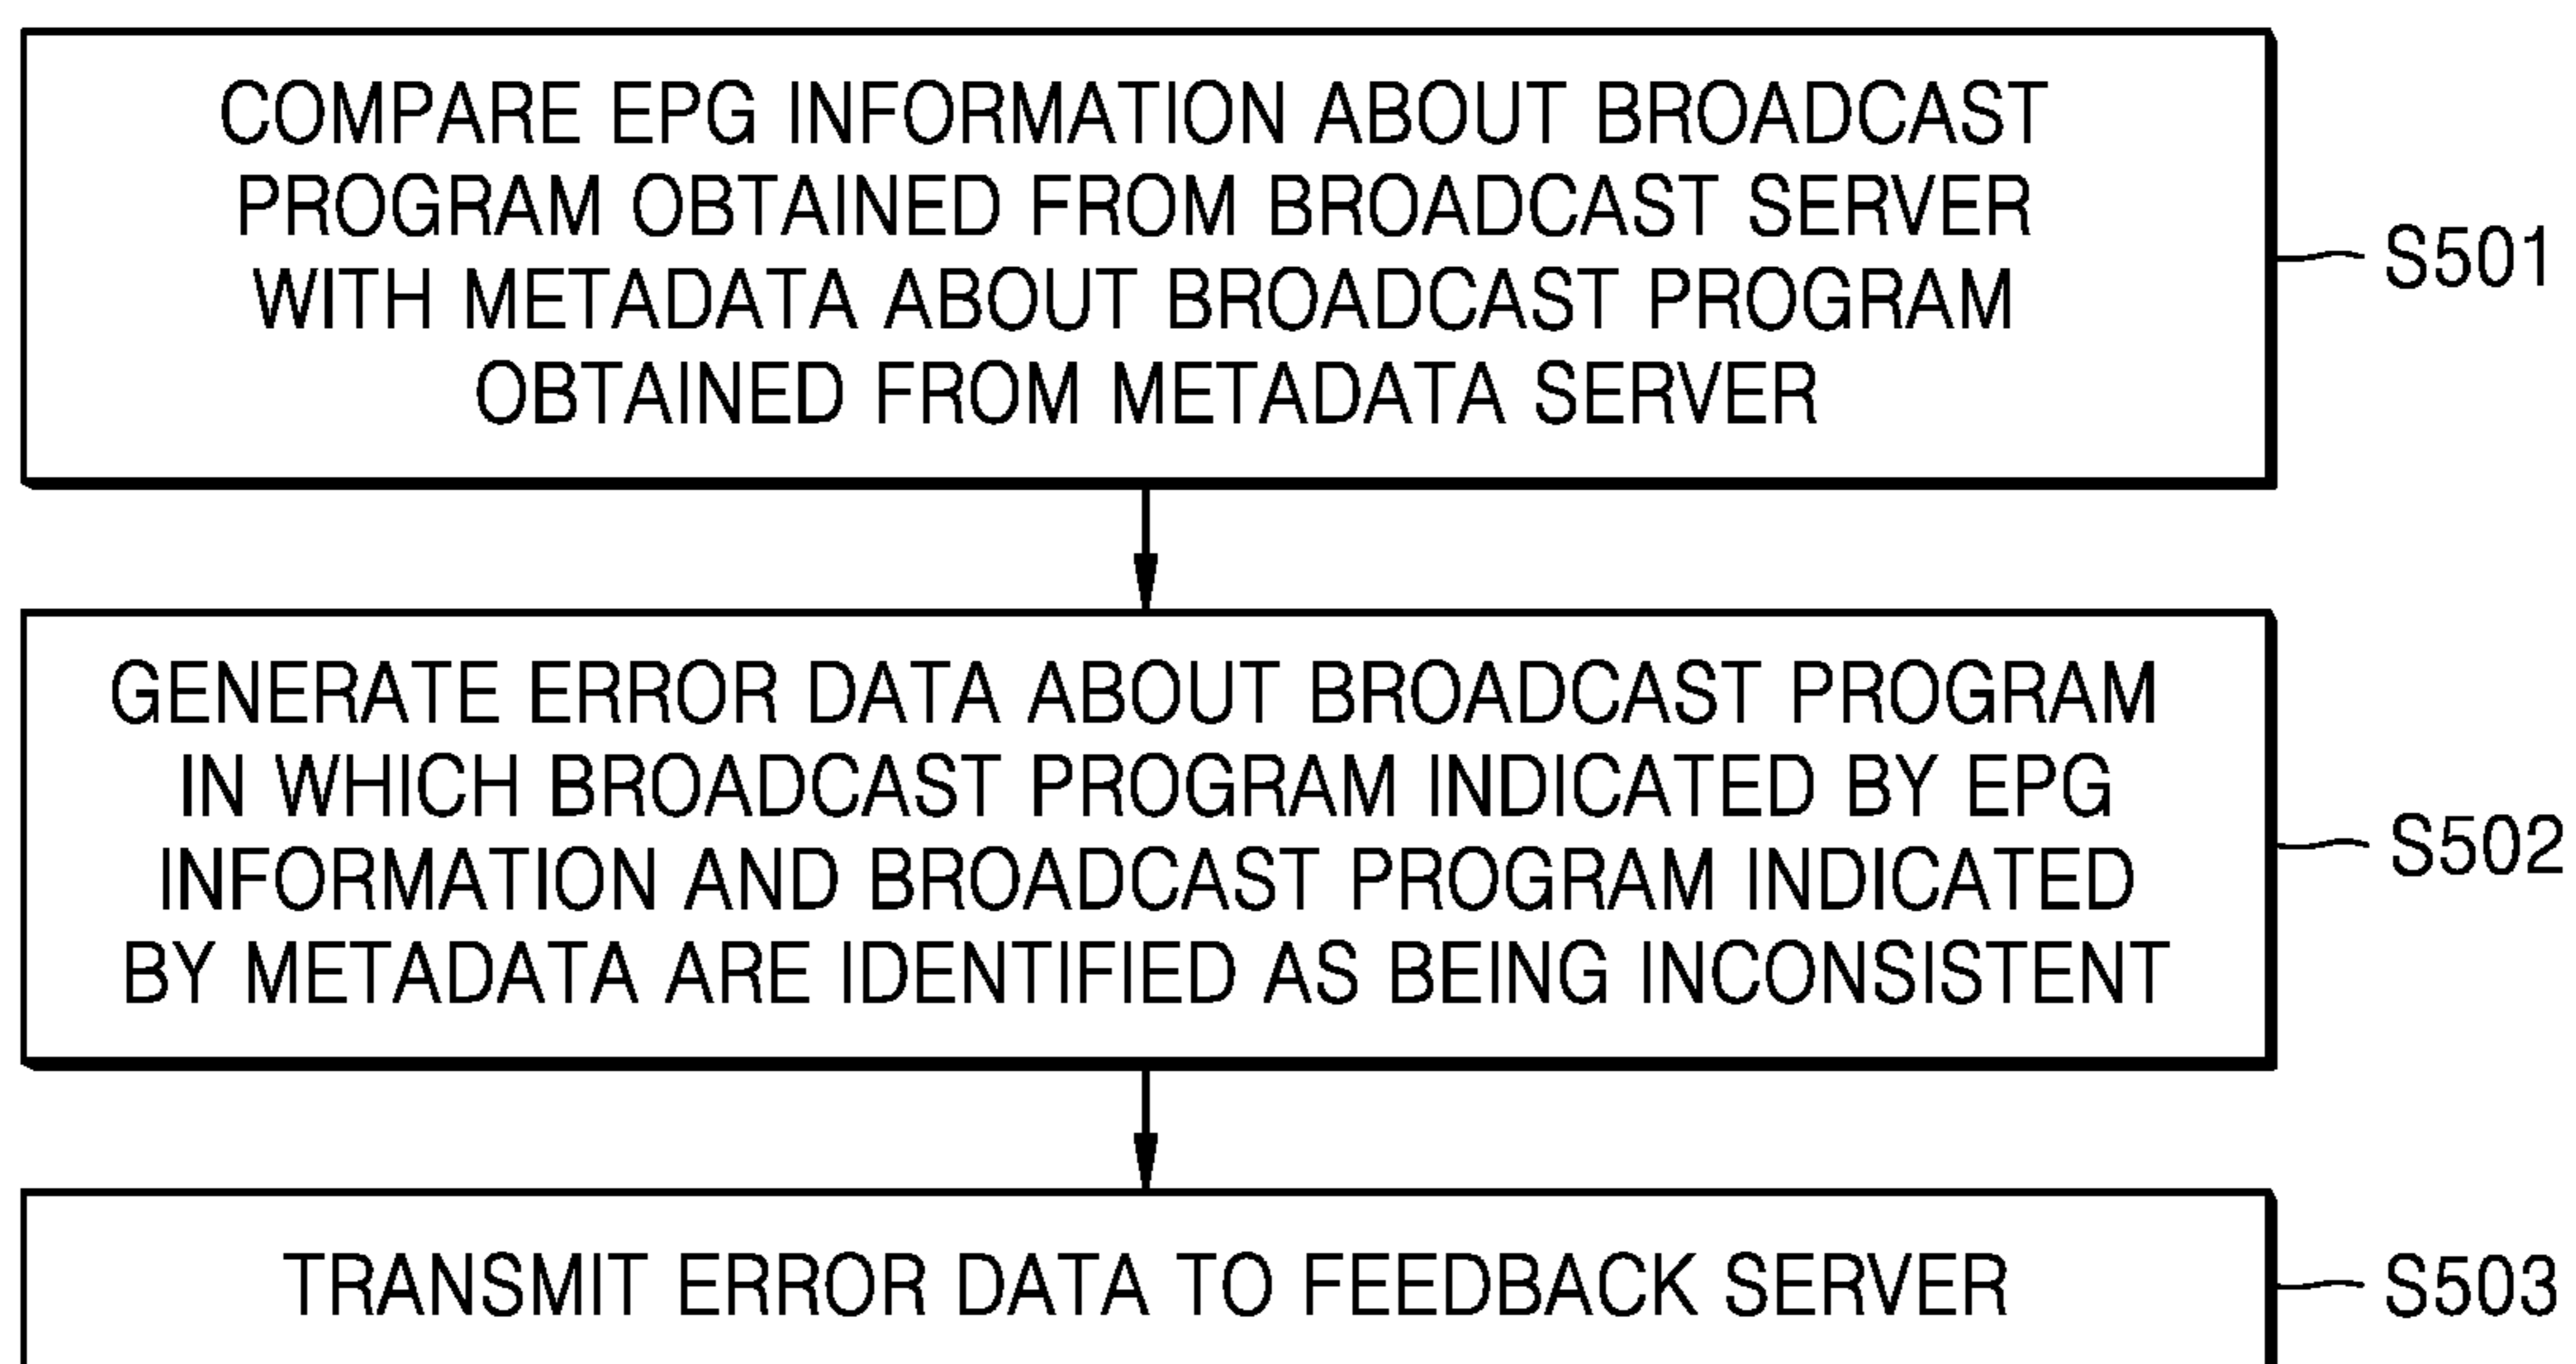 COMPARE EPG INFORMATION ABOUT BROADCAST
PROGRAM OBTAINED FROM BROADCAST SERVER
WITH METADATA ABOUT BROADCAST PROGRAM
OBTAINED FROM METADATA SERVER
S501
GENERATE ERROR DATA ABOUT BROADCAST PROGRAM
IN WHICH BROADCAST PROGRAM INDICATED BY EPG
INFORMATION AND BROADCAST PROGRAM INDICATED
BY METADATA ARE IDENTIFIED AS BEING INCONSISTENT
S502
TRANSMIT ERROR DATA TO FEEDBACK SERVER
S503